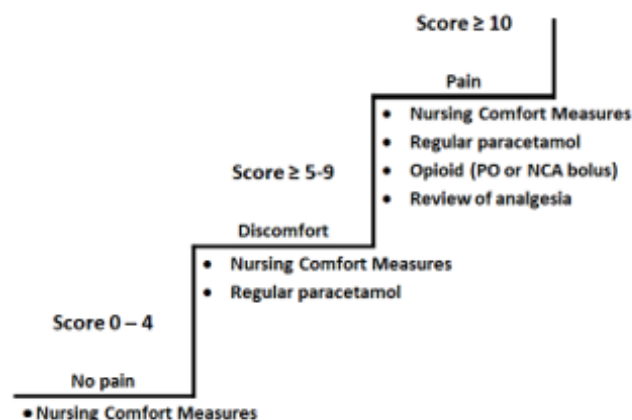 Score ≥ 10
Pain
• Nursing Comfort Measures
• Regular paracetamol
• Opioid (PO or NCA bolus)
• Review of analgesia
Score ≥ 5-9
Discomfort
• Nursing Comfort Measures
• Regular paracetamol
Score 0 – 4
No pain
• Nursing Comfort Measures